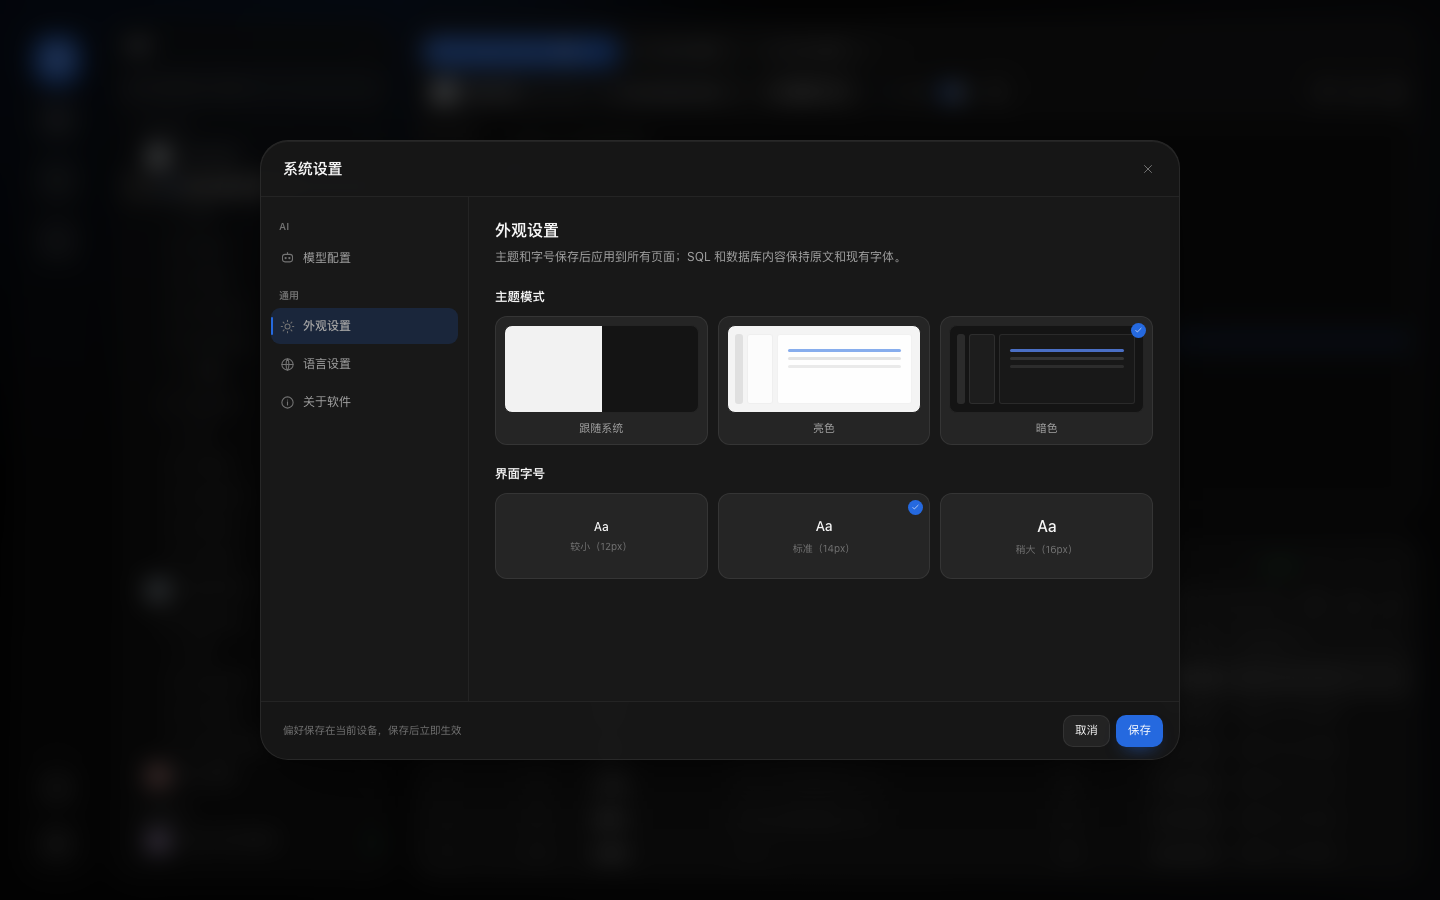 系统设置
AI
模型配置
通用
外观设置
语言设置
关于软件
外观设置
主题和字号保存后应用到所有页面；SQL 和数据库内容保持原文和现有字体。
主题模式
跟随系统
亮色
暗色
界面字号
Aa
较小（12px）
Aa
标准（14px）
Aa
稍大（16px）
偏好保存在当前设备，保存后立即生效
取消
保存